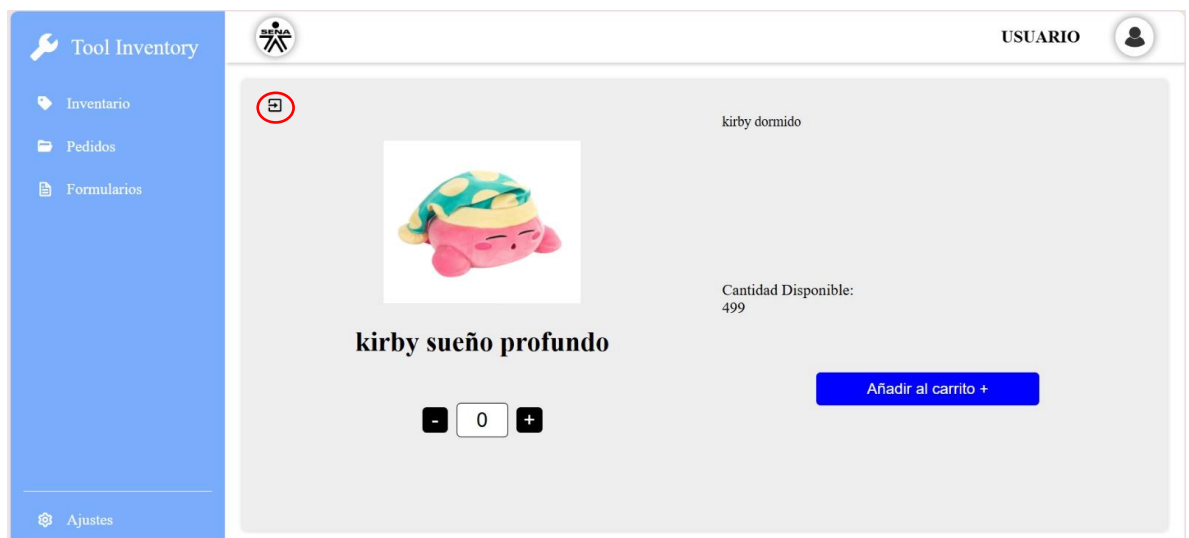 Tool Inventory
SENA
USUARIO
Inventario
Pedidos
Formularios
Ajustes
kirby dormido
Cantidad Disponible:
499
kirby sueño profundo
- 0 +
Añadir al carrito +